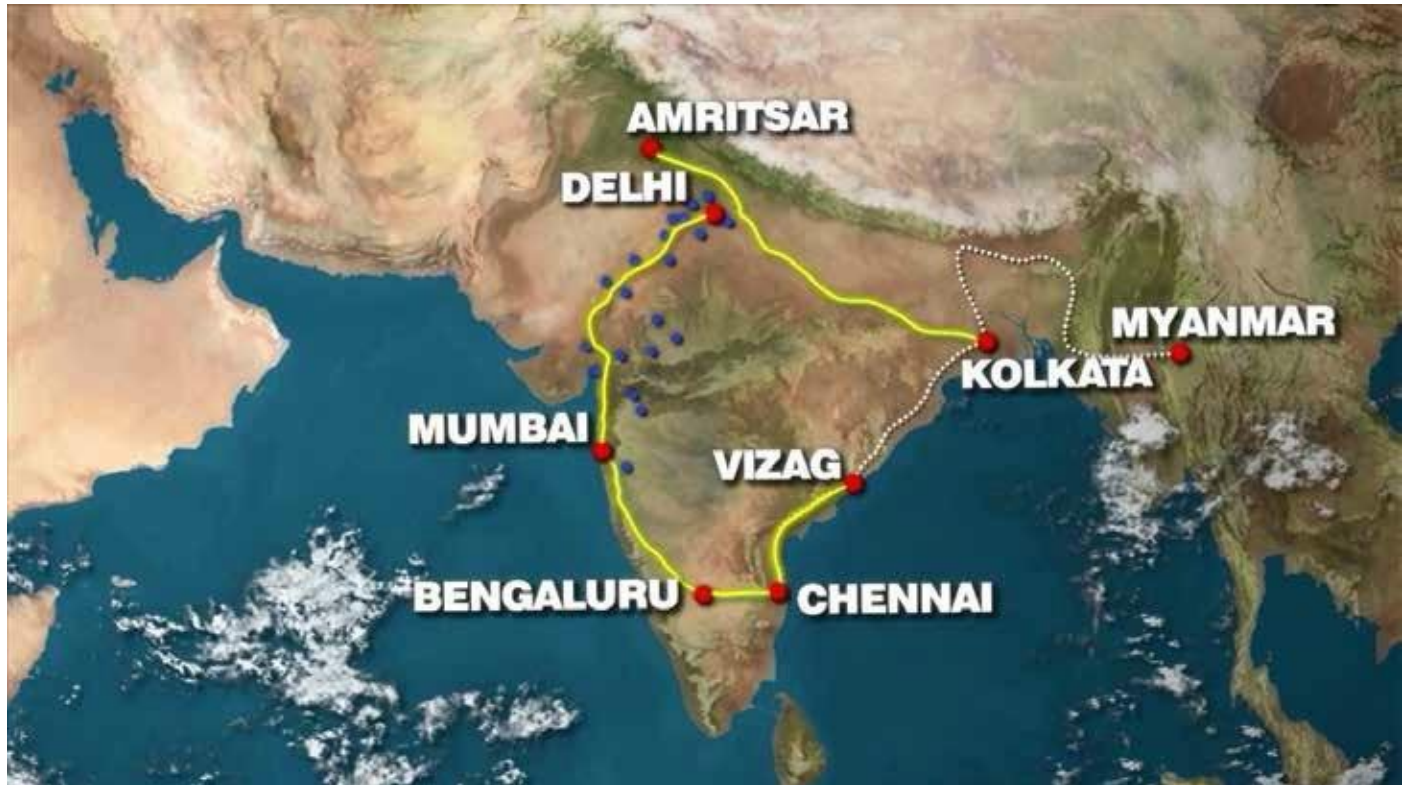 AMRITSAR
DELHI
MYANMAR
KOLKATA
MUMBAI
VIZAG
BENGALURU
CHENNAI